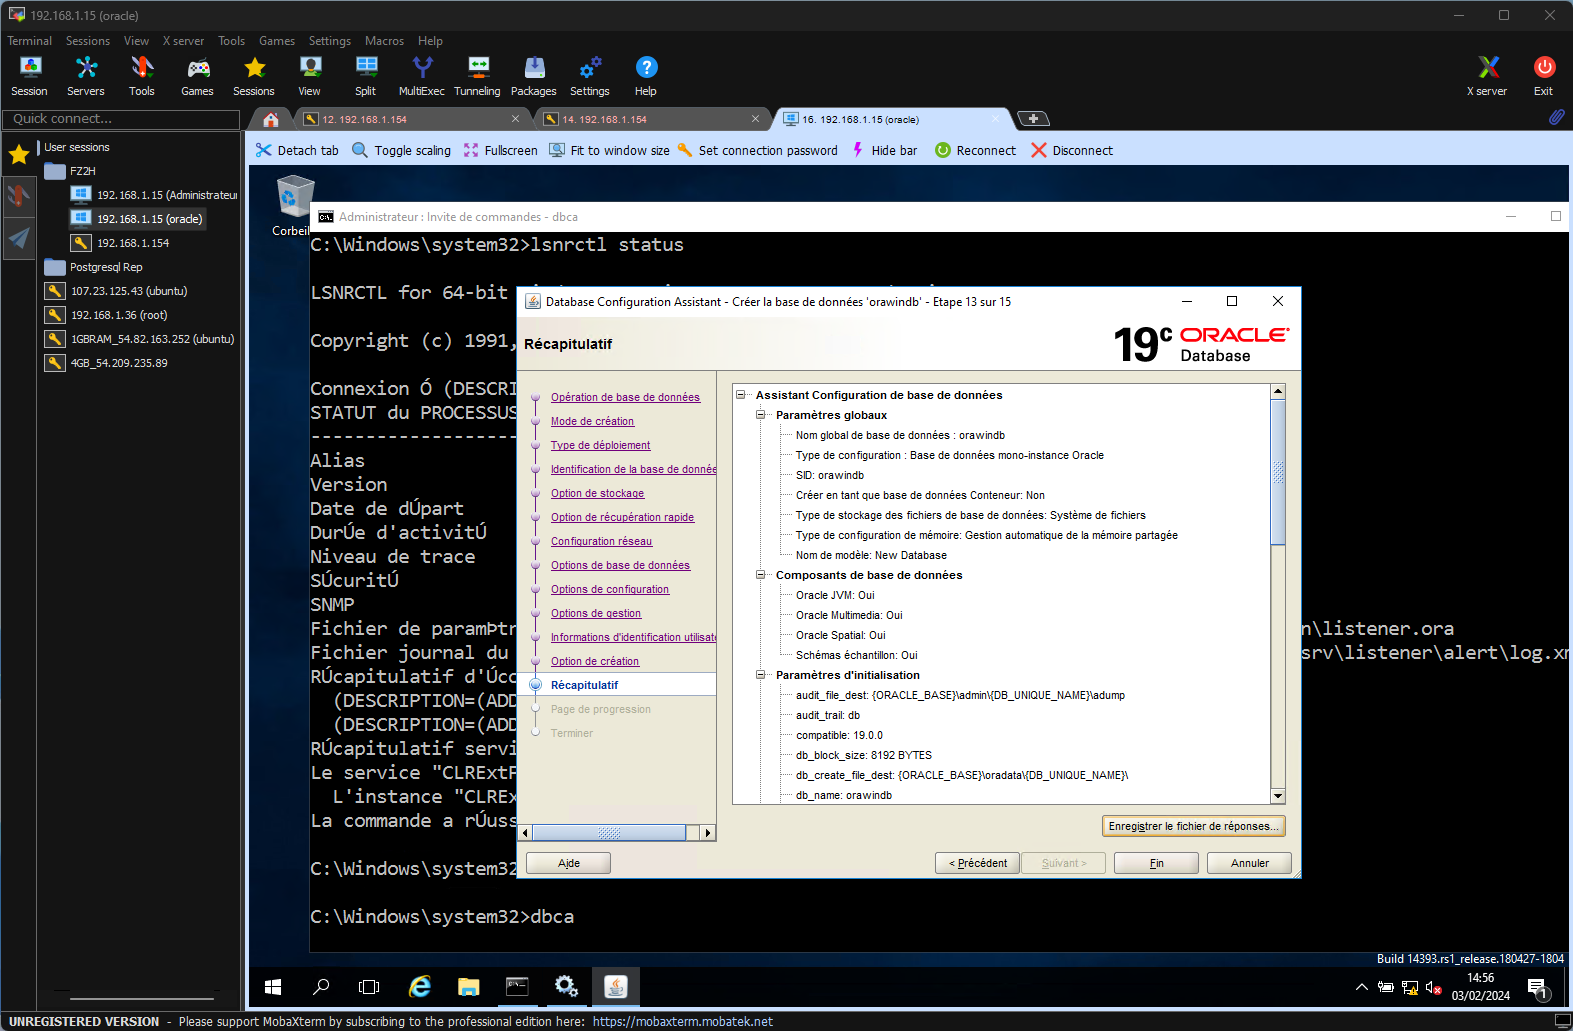 192.168.1.15 (oracle)
Terminal Sessions View X server Tools Games Settings Macros Help
Session Servers Tools Games Sessions View Split MultiExec Tunneling Packages Settings Help X server Exit
Quick connect...
12. 192.168.1.154
14. 192.168.1.154
16. 192.168.1.15 (oracle)
Detach tab Toggle scaling Fullscreen Fit to window size Set connection password Hide bar Reconnect Disconnect
User sessions
FZ2H
192.168.1.15 (Administrateur
192.168.1.15 (oracle)
192.168.1.154
Postgresql Rep
107.23.125.43 (ubuntu)
192.168.1.36 (root)
1GBRAM_54.82.163.252 (ubuntu)
4GB_54.209.235.89
Corbeil
Administrateur : Invite de commandes - dbca
C:\Windows\system32>lsnrctl status
LSNRCTL for 64-bit
Copyright (c) 1991,
Connexion Ó (DESCRI
STATUT du PROCESSUS
Alias
Version
Date de dÚpart
DurÚe d'activitÚ
Niveau de trace
SÚcuritÚ
SNMP
Fichier de paramÞtr n\listener.ora
Fichier journal du srv\listener\alert\log.xm
RÚcapitulatif d'Úco
(DESCRIPTION=(ADD
(DESCRIPTION=(ADD
RÚcapitulatif servi
Le service "CLRExtP
L'instance "CLREx
La commande a rÚuss
C:\Windows\system32
C:\Windows\system32>dbca
Database Configuration Assistant - Créer la base de données 'orawindb' - Etape 13 sur 15
Récapitulatif
19c ORACLE
Database
Opération de base de données
Mode de création
Type de déploiement
Identification de la base de donnée
Option de stockage
Option de récupération rapide
Configuration réseau
Options de base de données
Options de configuration
Options de gestion
Informations d'identification utilisate
Option de création
Récapitulatif
Page de progression
Terminer
Assistant Configuration de base de données
Paramètres globaux
Nom global de base de données : orawindb
Type de configuration : Base de données mono-instance Oracle
SID: orawindb
Créer en tant que base de données Conteneur: Non
Type de stockage des fichiers de base de données: Système de fichiers
Type de configuration de mémoire: Gestion automatique de la mémoire partagée
Nom de modèle: New Database
Composants de base de données
Oracle JVM: Oui
Oracle Multimedia: Oui
Oracle Spatial: Oui
Schémas échantillon: Oui
Paramètres d'initialisation
audit_file_dest: {ORACLE_BASE}\admin\{DB_UNIQUE_NAME}\adump
audit_trail: db
compatible: 19.0.0
db_block_size: 8192 BYTES
db_create_file_dest: {ORACLE_BASE}\oradata\{DB_UNIQUE_NAME}\
db_name: orawindb
Enregistrer le fichier de réponses...
Aide < Précédent Suivant > Fin Annuler
Build 14393.rs1_release.180427-1804
14:56
03/02/2024
1
UNREGISTERED VERSION - Please support MobaXterm by subscribing to the professional edition here: https://mobaxterm.mobatek.net